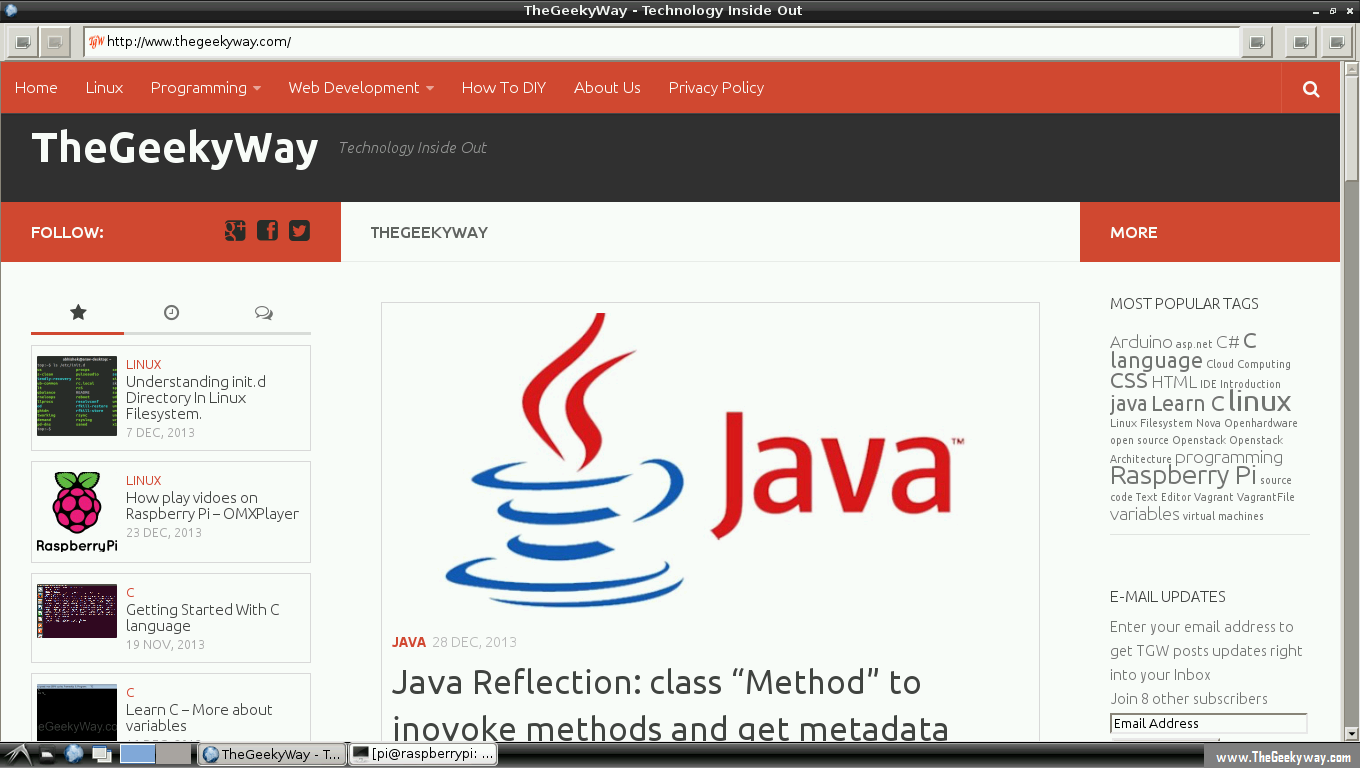 TheGeekyWay - Technology Inside Out
http://www.thegeekyway.com/
Home Linux Programming Web Development How To DIY About Us Privacy Policy
TheGeekyWay Technology Inside Out
FOLLOW:
THEGEEKYWAY
MORE
LINUX
Understanding init.d
Directory In Linux
Filesystem.
7 DEC, 2013
RaspberryPi
LINUX
How play vidoes on
Raspberry Pi – OMXPlayer
23 DEC, 2013
C
Getting Started With C
language
19 NOV, 2013
C
Learn C – More about
variables
Java™
JAVA 28 DEC, 2013
Java Reflection: class “Method” to
inovoke methods and get metadata
MOST POPULAR TAGS
Arduino asp.net C# C
language Cloud Computing
CSS HTML IDE Introduction
java Learn C linux
Linux Filesystem Nova Openhardware
open source Openstack Openstack
Architecture programming
Raspberry Pi source
code Text Editor Vagrant VagrantFile
variables virtual machines
E-MAIL UPDATES
Enter your email address to
get TGW posts updates right
into your Inbox
Join 8 other subscribers
Email Address
TheGeekyWay - T... [pi@raspberrypi: ...
www.TheGeekyway.com